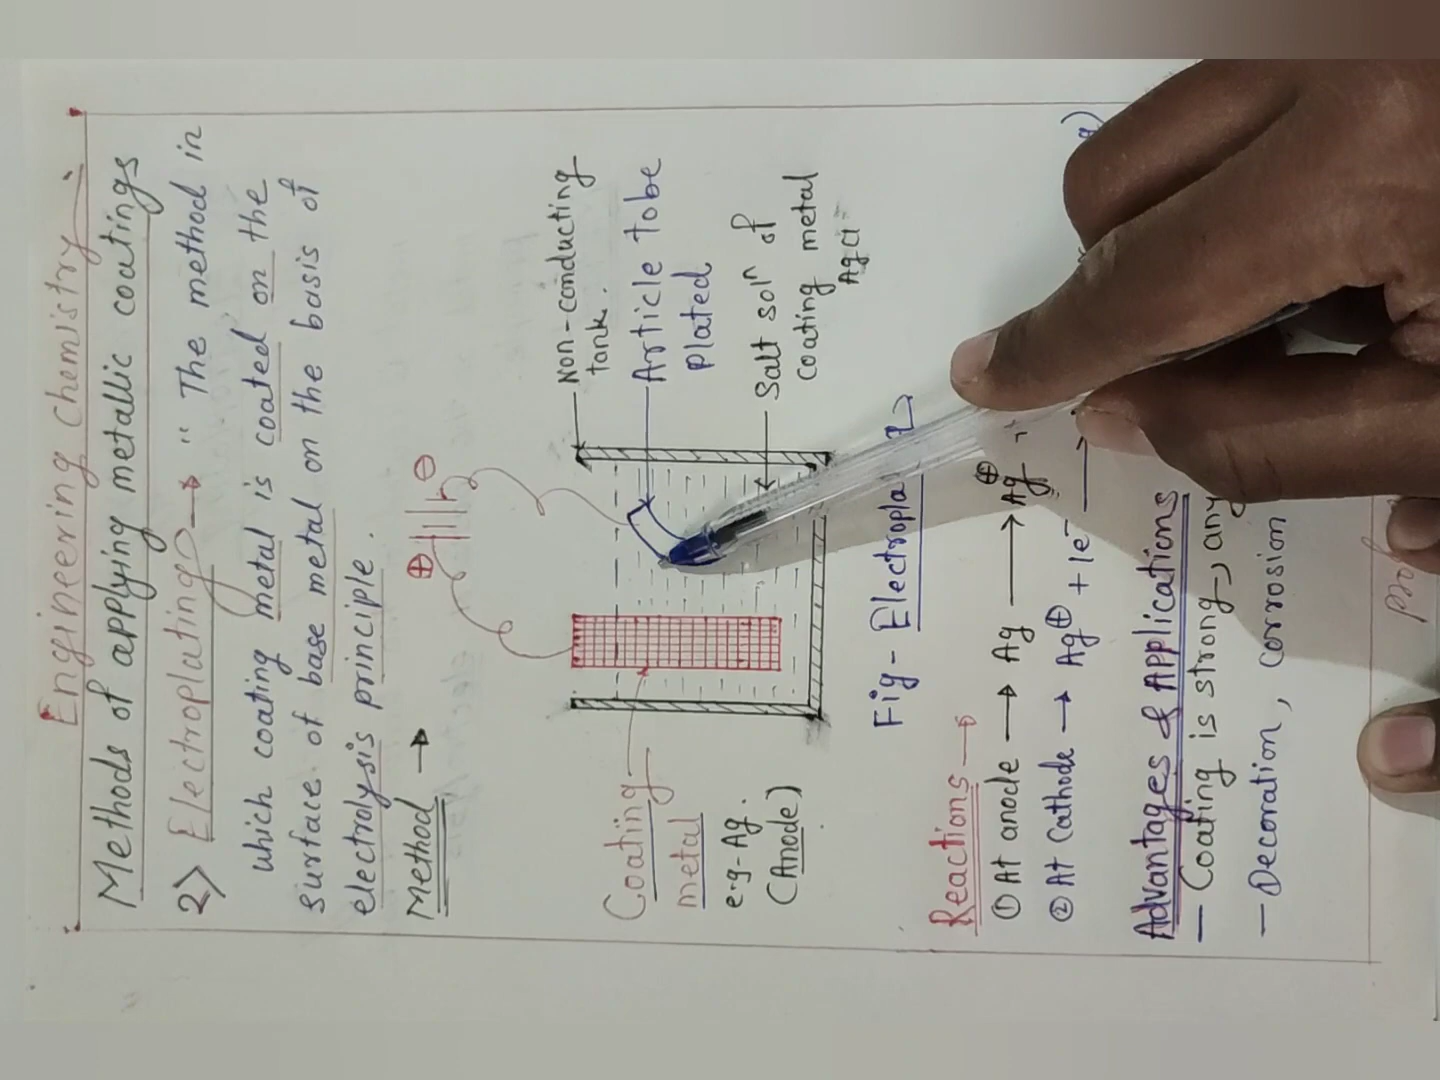 Engineering Chemistry
Methods of applying metallic coatings
2) Electroplating → " The method in
which coating metal is coated on the
surface of base metal on the basis of
electrolysis principle.
Method →
⊕ ⊖
Non-conducting
tank.
Article tobe
plated
Salt solⁿ of
coating metal
AgCl
Coating
metal
e.g-Ag.
(Anode)
Fig - Electropla
Reactions →
① At anode → Ag → Ag⊕ +
② At Cathode → Ag⊕ + 1e⁻ →
Advantages & Applications
- Coating is strong, any
- Decoration, corrosion
Prof